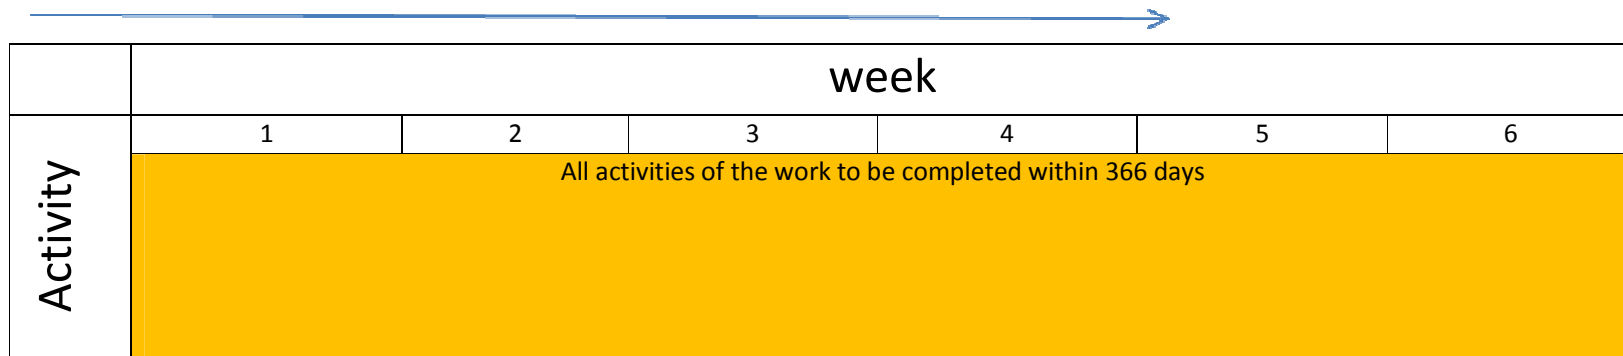 week
1 2 3 4 5 6
All activities of the work to be completed within 366 days
Activity